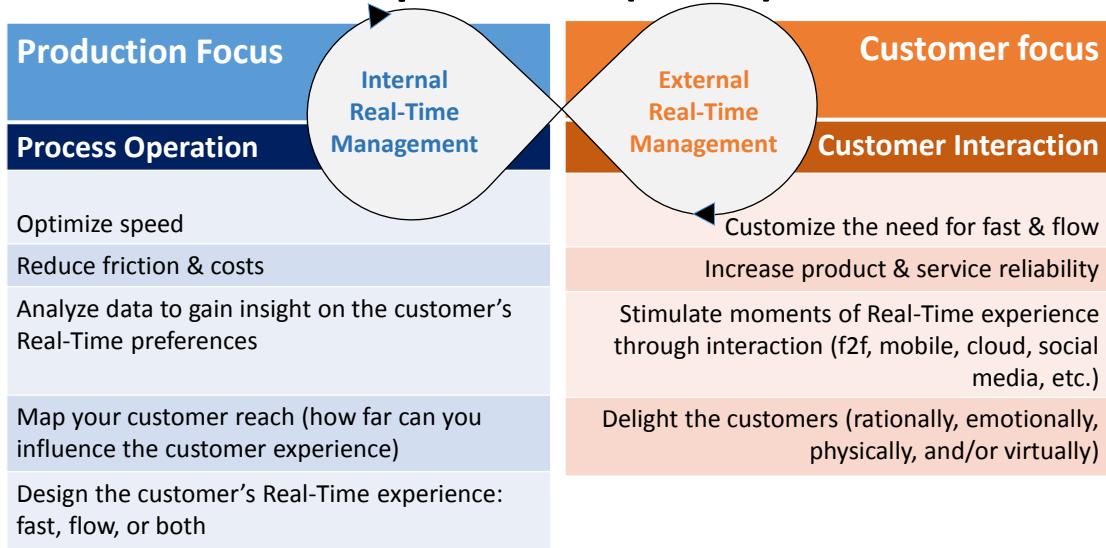 Production Focus
Internal
Real-Time
Management
Process Operation
Optimize speed
Reduce friction & costs
Analyze data to gain insight on the customer’s
Real-Time preferences
Map your customer reach (how far can you
influence the customer experience)
Design the customer’s Real-Time experience:
fast, flow, or both
Customer focus
External
Real-Time
Management
Customer Interaction
Customize the need for fast & flow
Increase product & service reliability
Stimulate moments of Real-Time experience
through interaction (f2f, mobile, cloud, social
media, etc.)
Delight the customers (rationally, emotionally,
physically, and/or virtually)